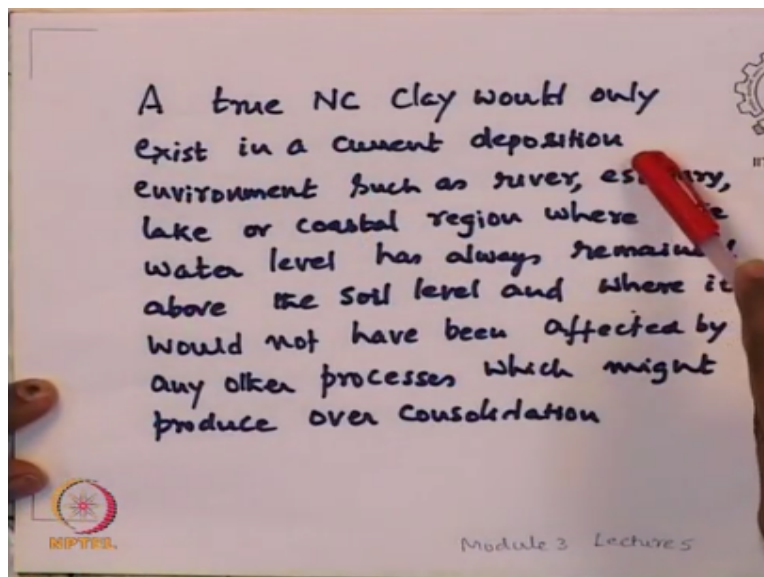 A true NC Clay would only
exist in a current deposition
environment such as river,
lake or coastal region where
water level has always
above the soil level and where it
would not have been affected by
any other processes which might
produce over consolidation
NPTEL
Module 3 Lecture 5